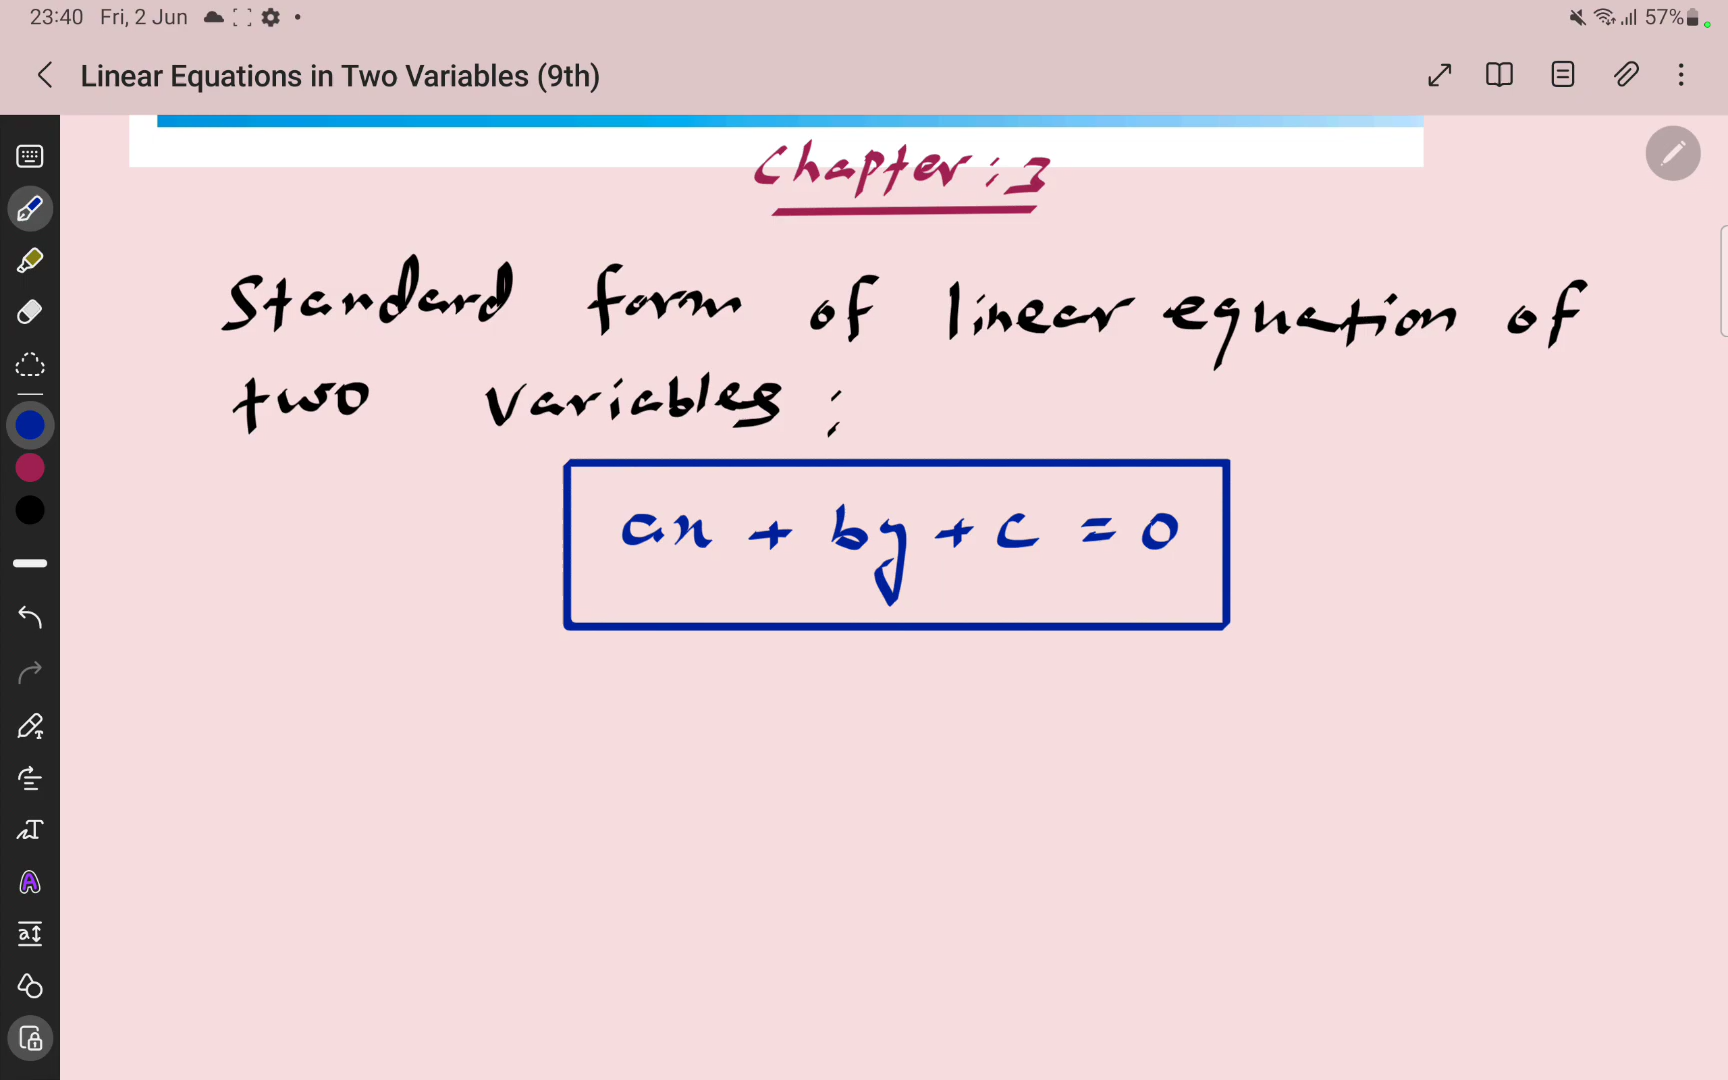 23:40 Fri, 2 Jun 57%
Linear Equations in Two Variables (9th)
Chapter : 3
Standard form of linear equation of
two variables :
ax + by + c = 0